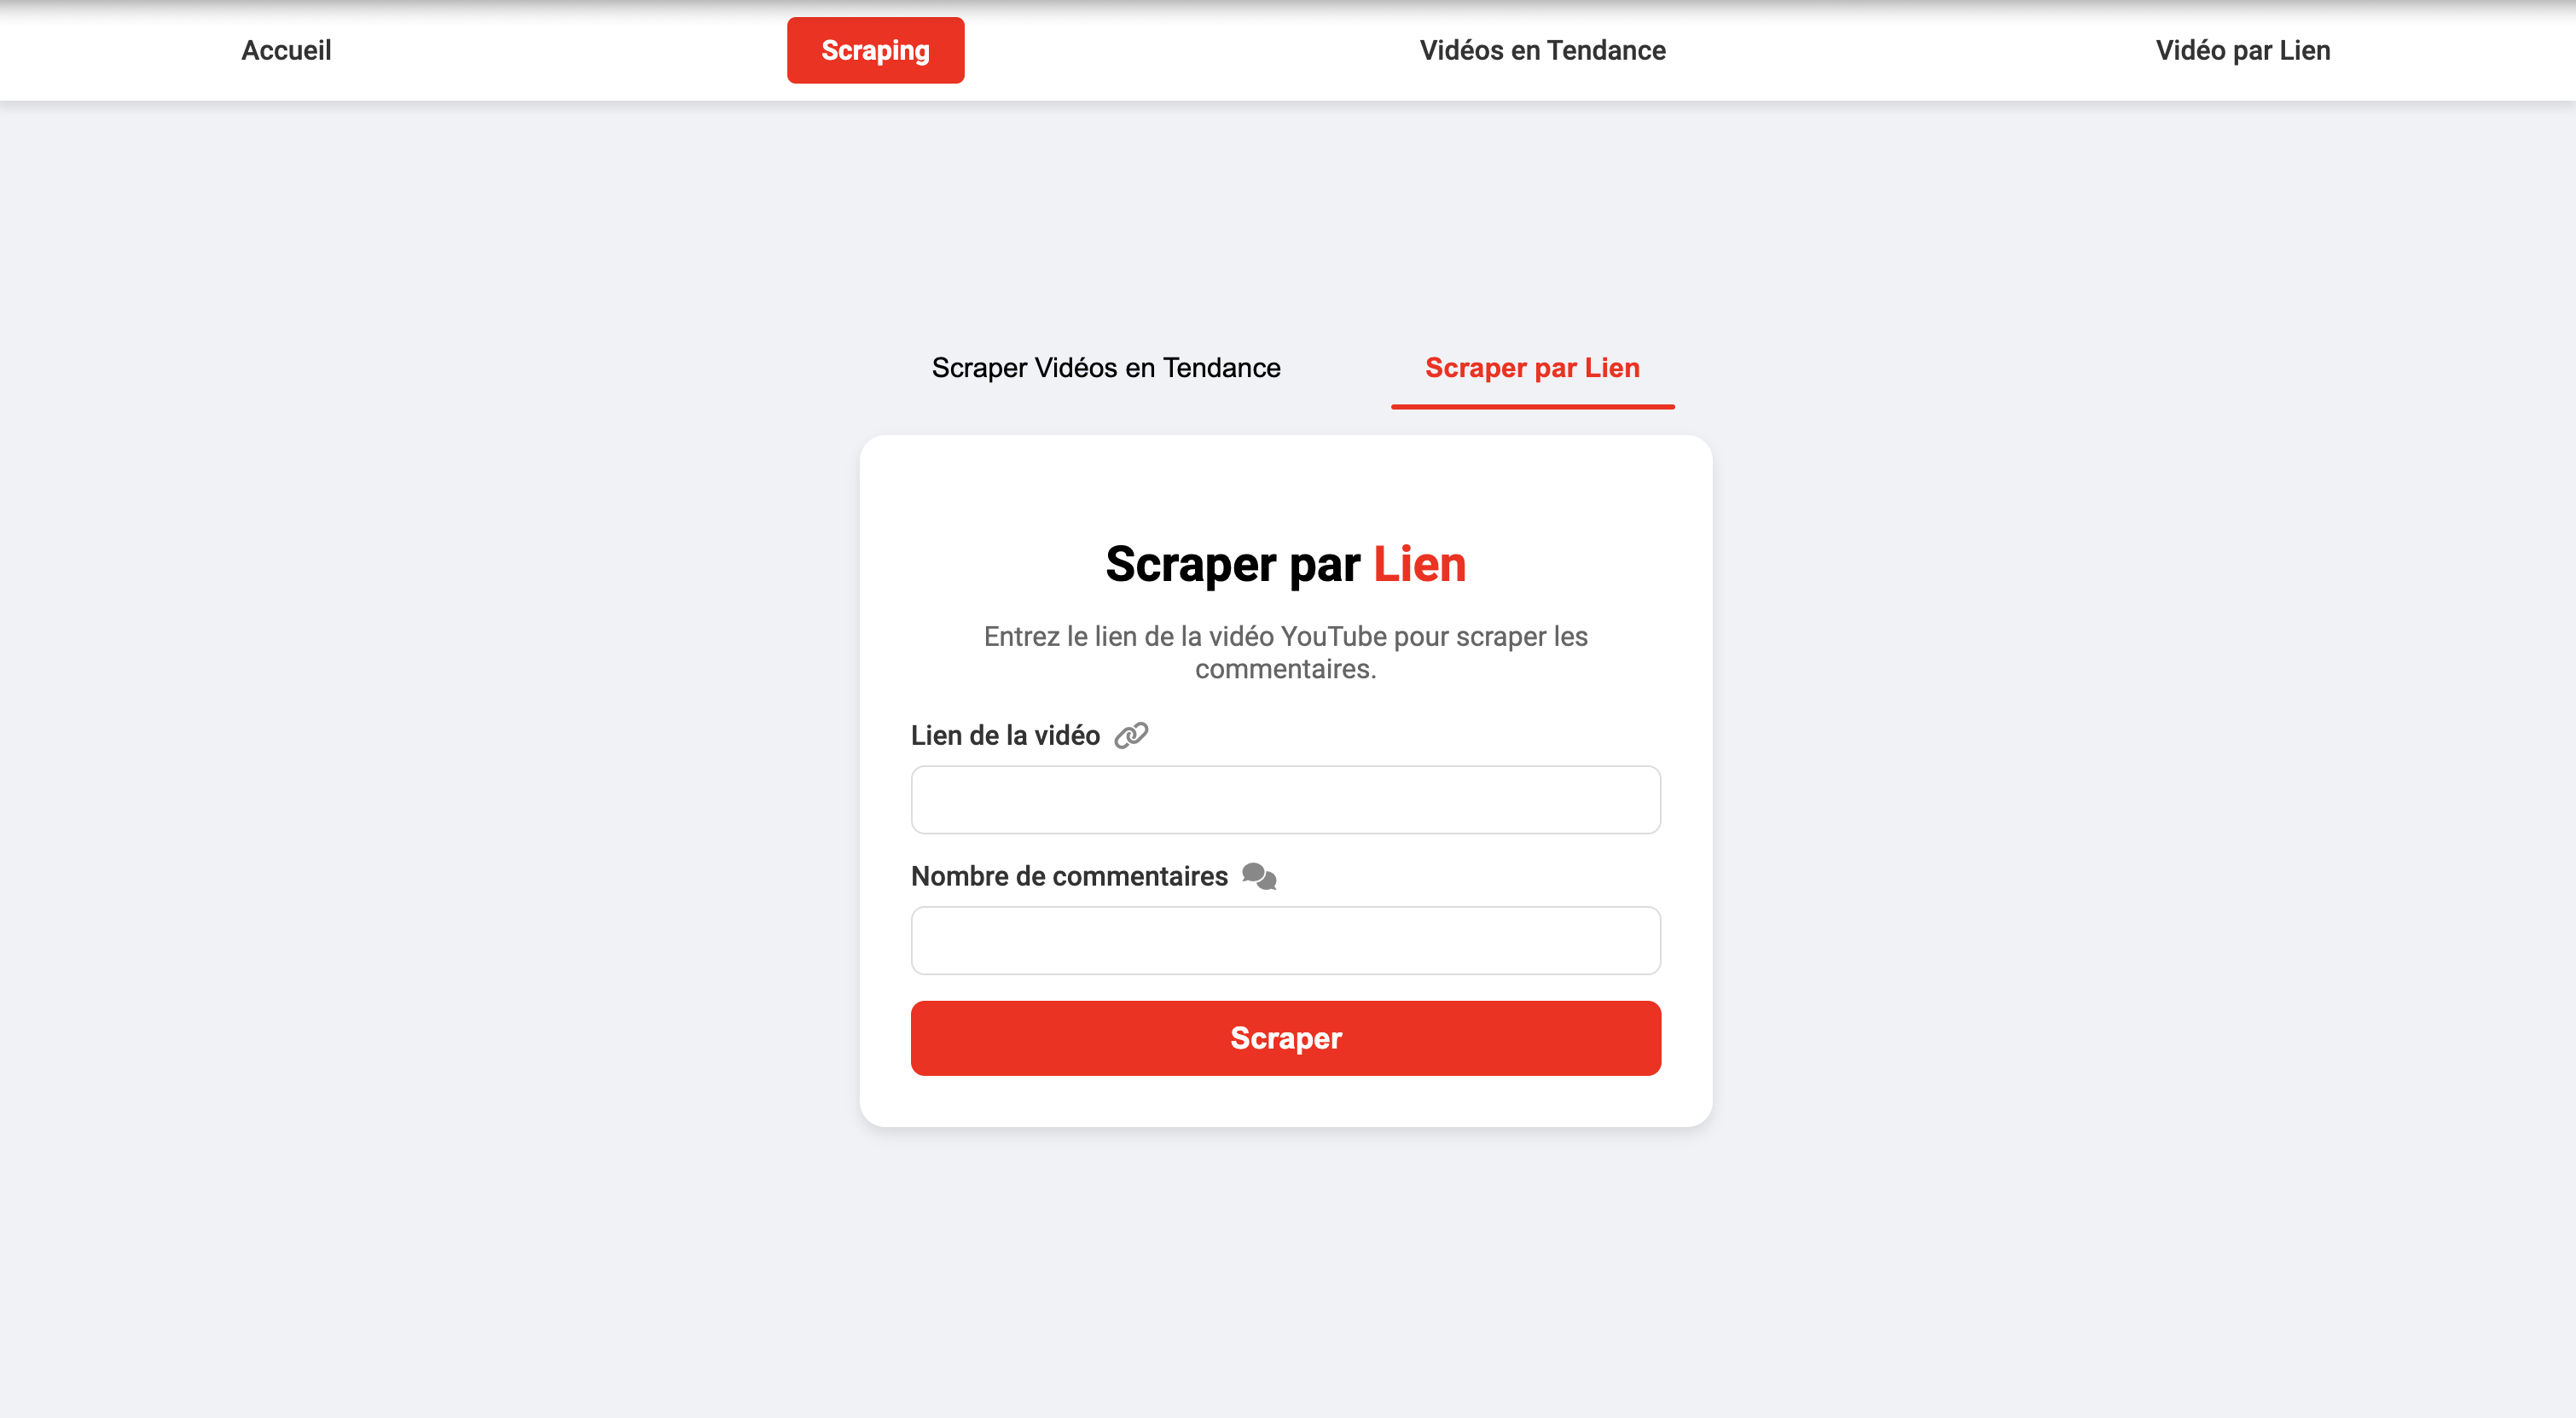 Accueil
Scraping
Vidéos en Tendance
Vidéo par Lien
Scraper Vidéos en Tendance
Scraper par Lien
Scraper par Lien
Entrez le lien de la vidéo YouTube pour scraper les
commentaires.
Lien de la vidéo
Nombre de commentaires
Scraper